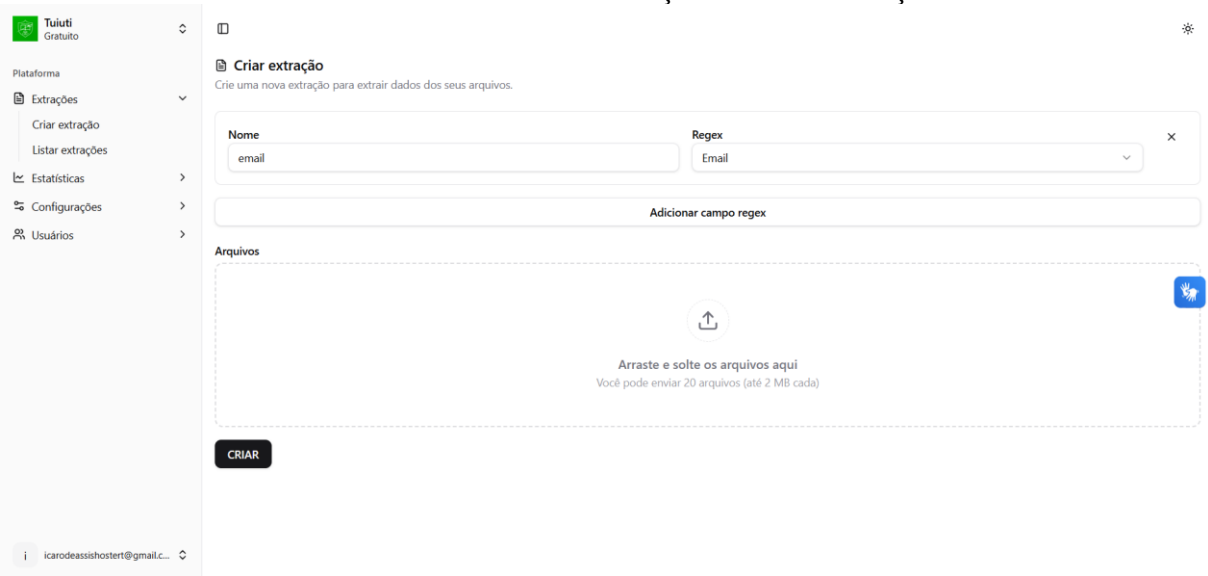 Tuiuti
Gratuito
Plataforma
Extrações
Criar extração
Listar extrações
Estatísticas
Configurações
Usuários
i icarodeassishostert@gmail.c...
Criar extração
Crie uma nova extração para extrair dados dos seus arquivos.
Nome Regex
email Email
Adicionar campo regex
Arquivos
Arraste e solte os arquivos aqui
Você pode enviar 20 arquivos (até 2 MB cada)
CRIAR